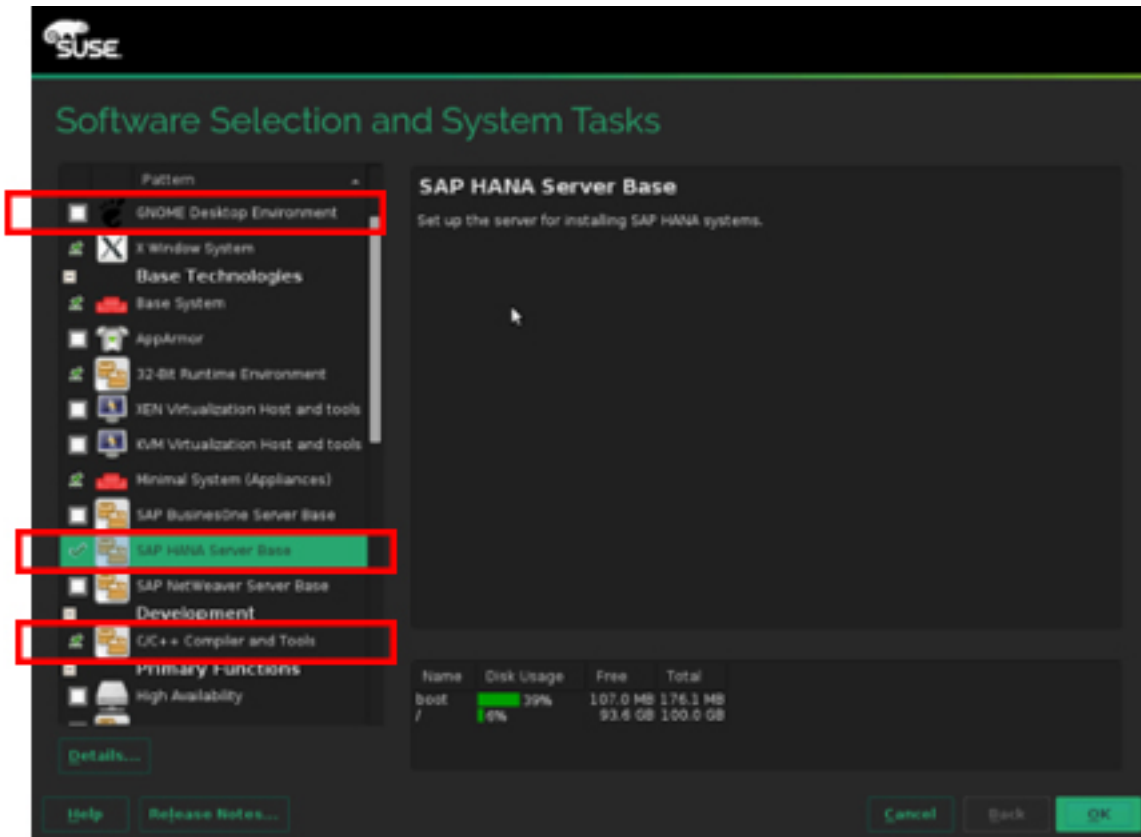 SUSE
Software Selection and System Tasks
Pattern
GNOME Desktop Environment
X Window System
Base Technologies
Base System
AppArmor
32-Bit Runtime Environment
XEN Virtualization Host and tools
KVM Virtualization Host and tools
Minimal System (Appliances)
SAP BusinesOne Server Base
SAP HANA Server Base
SAP NetWeaver Server Base
Development
C/C++ Compiler and Tools
Primary Functions
High Availability
Details...
SAP HANA Server Base
Set up the server for installing SAP HANA systems.
Name Disk Usage Free Total
boot 39% 107.0 MB 176.1 MB
/ 6% 93.6 GB 100.0 GB
Help Release Notes... Cancel Back OK